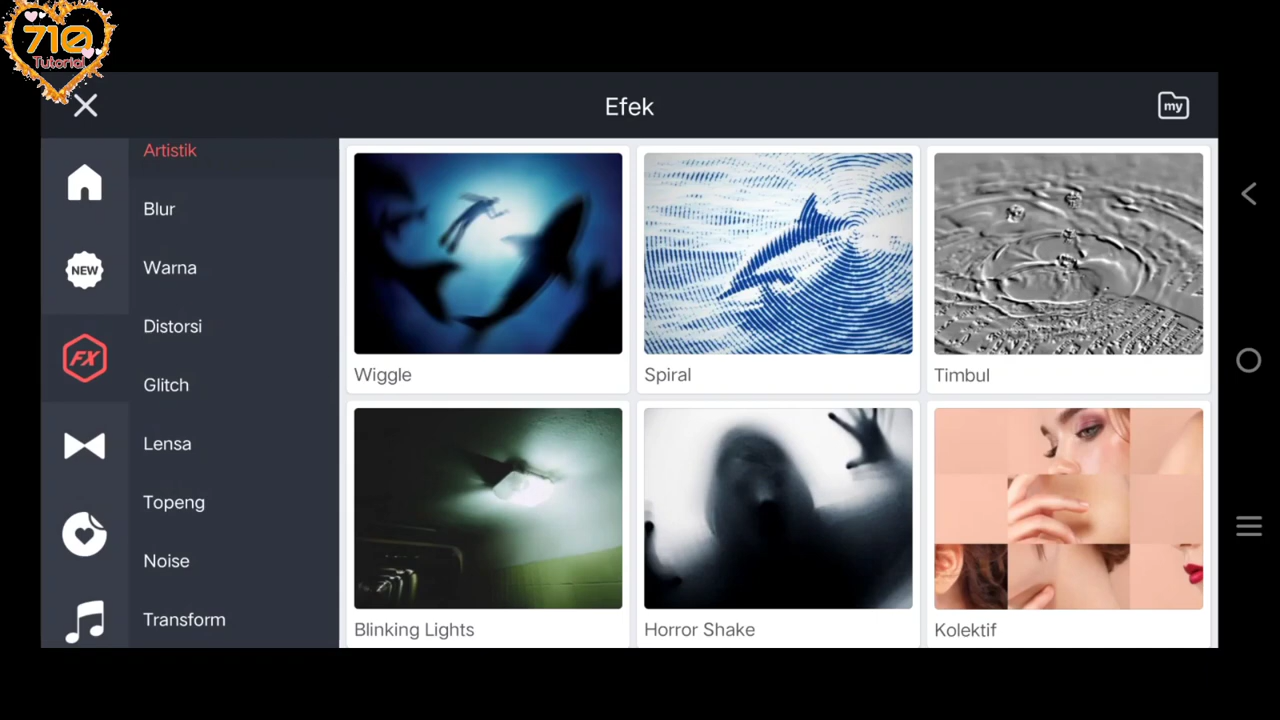 710
Tutorial
Efek
my
Artistik
Blur
Warna
Distorsi
Glitch
Lensa
Topeng
Noise
Transform
NEW
FX
Wiggle
Spiral
Timbul
Blinking Lights
Horror Shake
Kolektif